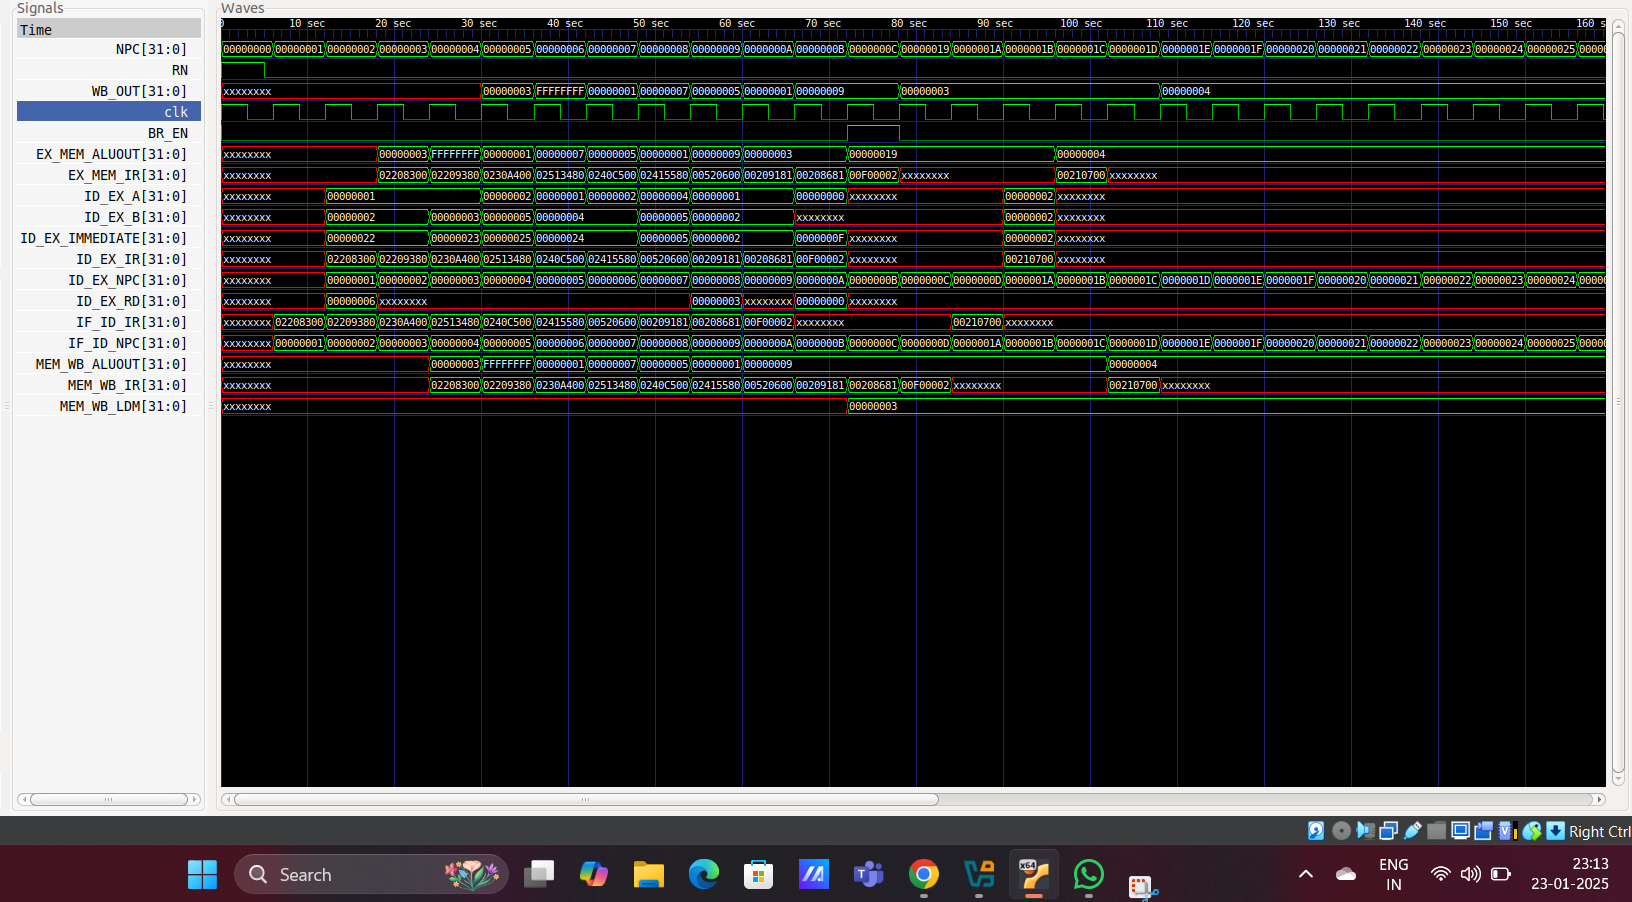 Signals
Waves
Time
0 10 sec 20 sec 30 sec 40 sec 50 sec 60 sec 70 sec 80 sec 90 sec 100 sec 110 sec 120 sec 130 sec 140 sec 150 sec 160 s
NPC[31:0] 00000000 00000001 00000002 00000003 00000004 00000005 00000006 00000007 00000008 00000009 0000000A 0000000B 0000000C 00000019 0000001A 0000001B 0000001C 0000001D 0000001E 0000001F 00000020 00000021 00000022 00000023 00000024 00000025 0000
RN
WB_OUT[31:0] xxxxxxxx 00000003 FFFFFFFF 00000001 00000007 00000005 00000001 00000009 00000003 00000004
clk
BR_EN
EX_MEM_ALUOUT[31:0] xxxxxxxx 00000003 FFFFFFFF 00000001 00000007 00000005 00000001 00000009 00000003 00000019 00000004
EX_MEM_IR[31:0] xxxxxxxx 02208300 02209380 0230A400 02513480 0240C500 02415580 00520600 00209181 00208681 00F00002 xxxxxxxx 00210700 xxxxxxxx
ID_EX_A[31:0] xxxxxxxx 00000001 00000002 00000001 00000002 00000004 00000001 00000000 xxxxxxxx 00000002 xxxxxxxx
ID_EX_B[31:0] xxxxxxxx 00000002 00000003 00000005 00000004 00000005 00000002 xxxxxxxx 00000002 xxxxxxxx
ID_EX_IMMEDIATE[31:0] xxxxxxxx 00000022 00000023 00000025 00000024 00000005 00000002 0000000F xxxxxxxx 00000002 xxxxxxxx
ID_EX_IR[31:0] xxxxxxxx 02208300 02209380 0230A400 02513480 0240C500 02415580 00520600 00209181 00208681 00F00002 xxxxxxxx 00210700 xxxxxxxx
ID_EX_NPC[31:0] xxxxxxxx 00000001 00000002 00000003 00000004 00000005 00000006 00000007 00000008 00000009 0000000A 0000000B 0000000C 0000000D 0000001A 0000001B 0000001C 0000001D 0000001E 0000001F 00000020 00000021 00000022 00000023 00000024 0000
ID_EX_RD[31:0] xxxxxxxx 00000006 xxxxxxxx 00000003 xxxxxxxx 00000000 xxxxxxxx
IF_ID_IR[31:0] xxxxxxxx 02208300 02209380 0230A400 02513480 0240C500 02415580 00520600 00209181 00208681 00F00002 xxxxxxxx 00210700 xxxxxxxx
IF_ID_NPC[31:0] xxxxxxxx 00000001 00000002 00000003 00000004 00000005 00000006 00000007 00000008 00000009 0000000A 0000000B 0000000C 0000000D 0000001A 0000001B 0000001C 0000001D 0000001E 0000001F 00000020 00000021 00000022 00000023 00000024 00000025 0000
MEM_WB_ALUOUT[31:0] xxxxxxxx 00000003 FFFFFFFF 00000001 00000007 00000005 00000001 00000009 00000004
MEM_WB_IR[31:0] xxxxxxxx 02208300 02209380 0230A400 02513480 0240C500 02415580 00520600 00209181 00208681 00F00002 xxxxxxxx 00210700 xxxxxxxx
MEM_WB_LDM[31:0] xxxxxxxx 00000003
Right Ctrl
Search
x64
ENG
IN
23:13
23-01-2025